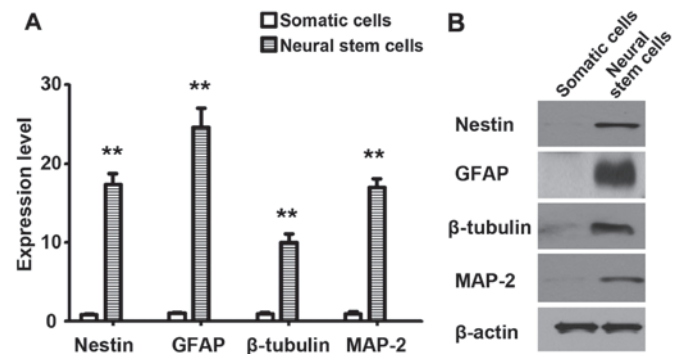 A
Somatic cells
Neural stem cells
Expression level
30
20
10
0
**
**
**
**
Nestin
GFAP
β-tubulin
MAP-2
B
Somatic cells
Neural
stem cells
Nestin
GFAP
β-tubulin
MAP-2
β-actin